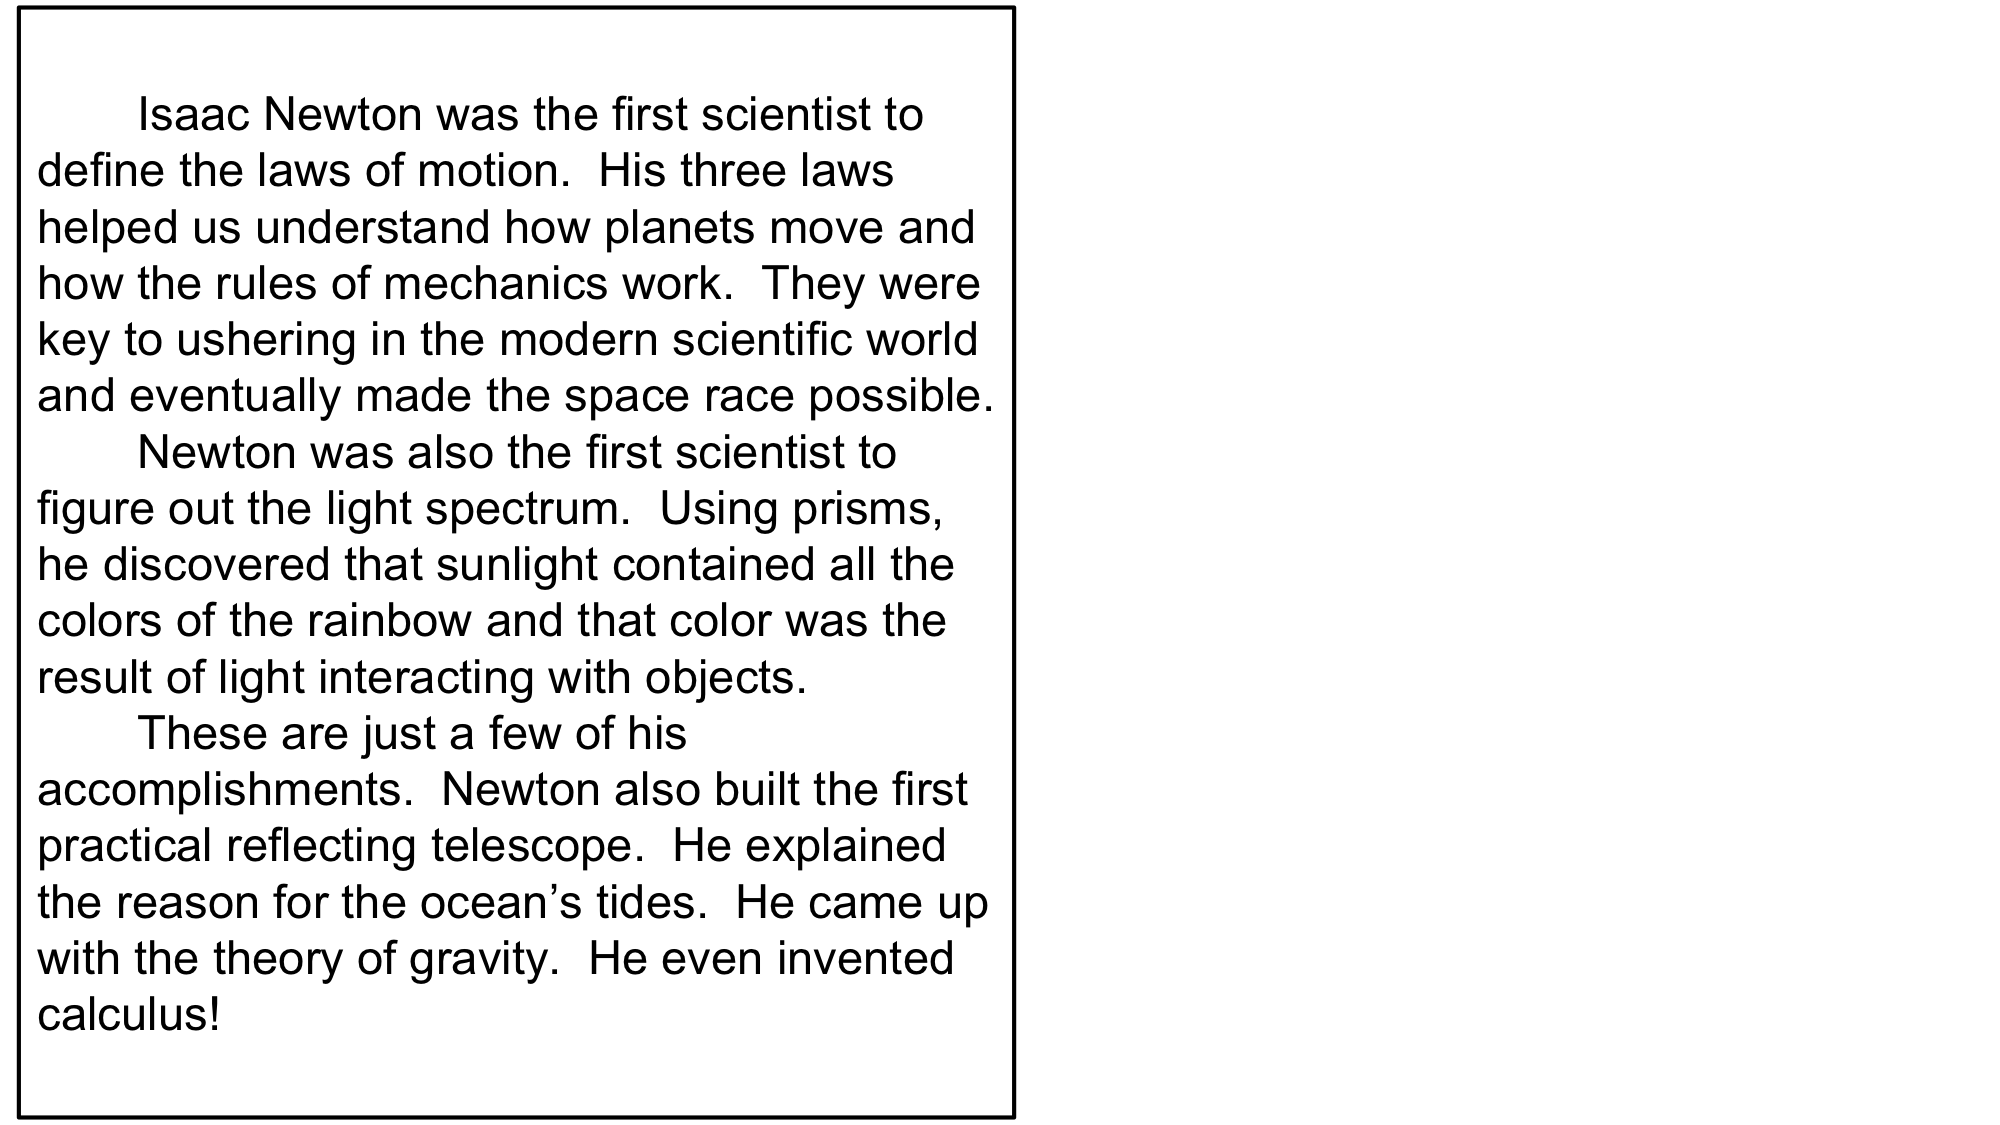 Isaac Newton was the first scientist to
define the laws of motion.  His three laws
helped us understand how planets move and
how the rules of mechanics work.  They were
key to ushering in the modern scientific world
and eventually made the space race possible.
Newton was also the first scientist to
figure out the light spectrum.  Using prisms,
he discovered that sunlight contained all the
colors of the rainbow and that color was the
result of light interacting with objects.
These are just a few of his
accomplishments.  Newton also built the first
practical reflecting telescope.  He explained
the reason for the ocean’s tides.  He came up
with the theory of gravity.  He even invented
calculus!